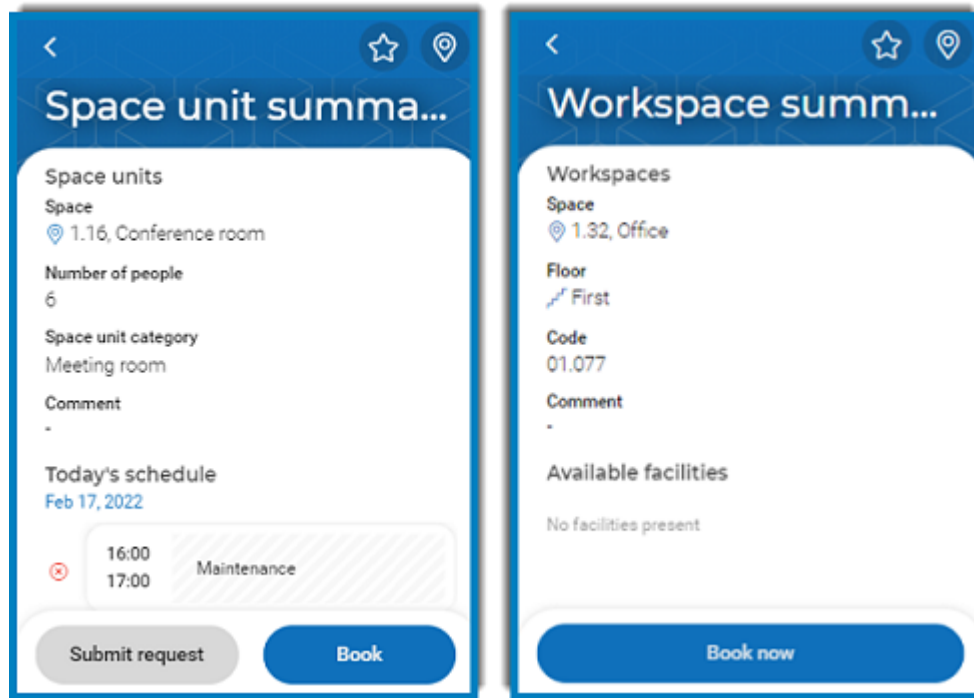 Space unit summa...
Space units
Space
1.16, Conference room
Number of people
6
Space unit category
Meeting room
Comment
-
Today's schedule
Feb 17, 2022
16:00
17:00
Maintenance
Submit request
Book
Workspace summ...
Workspaces
Space
1.32, Office
Floor
First
Code
01.077
Comment
-
Available facilities
No facilities present
Book now